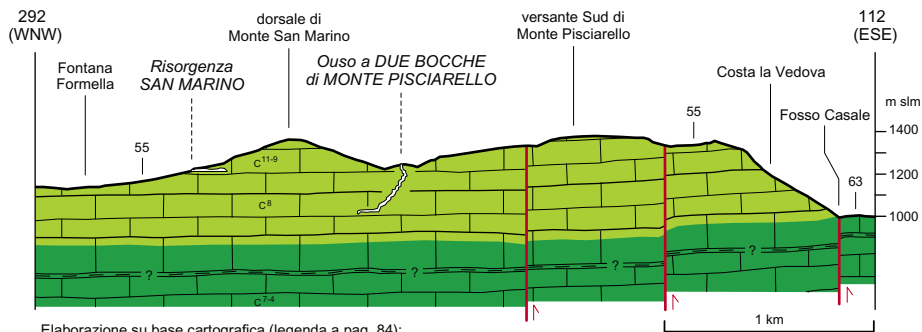 292
(WNW)
dorsale di
Monte San Marino
versante Sud di
Monte Pisciarello
112
(ESE)
Fontana
Formella
Risorgenza
SAN MARINO
Ouso a DUE BOCCHE
di MONTE PISCIARELLO
Costa la Vedova
Fosso Casale
m slm
55
55
63
1400
1200
1000
C11-9
C8
?
?
?
?
C7-4
1 km
Elaborazione su base cartografica (legenda a pag. 84):